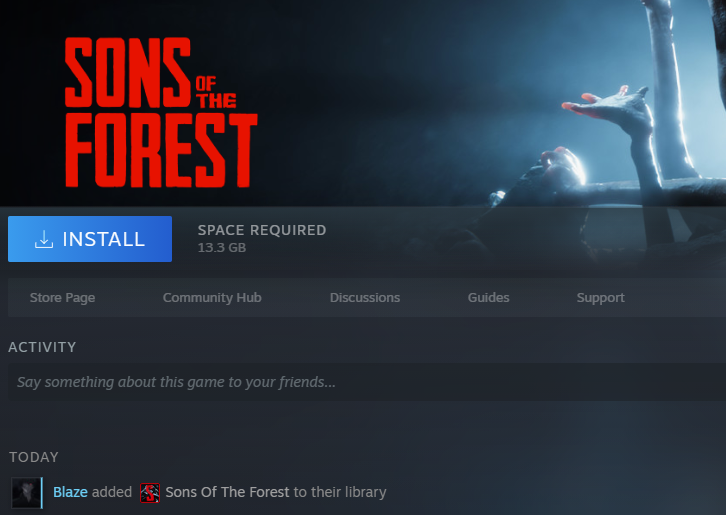 SONS OF THE
FOREST
INSTALL
SPACE REQUIRED
13.3 GB
Store Page Community Hub Discussions Guides Support
ACTIVITY
Say something about this game to your friends...
TODAY
Blaze added Sons Of The Forest to their library